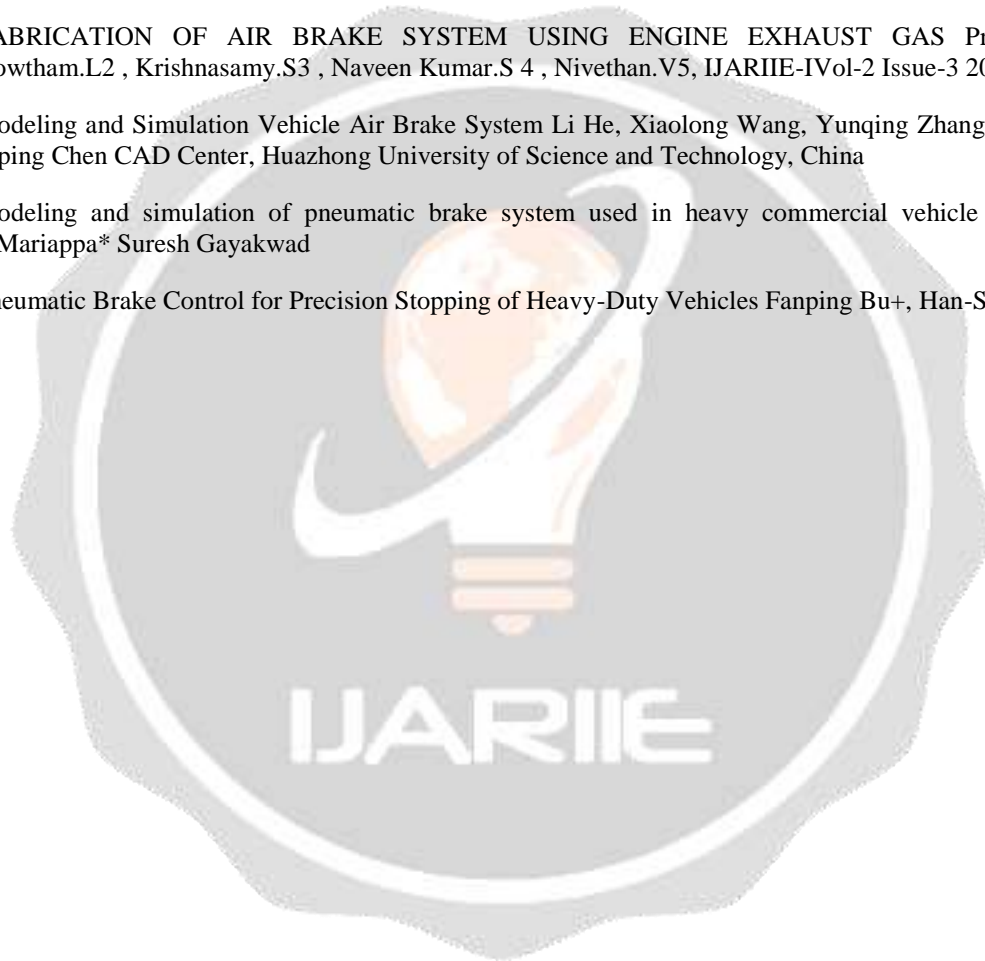 ABRICATION OF AIR BRAKE SYSTEM USING ENGINE EXHAUST GAS Pr
owtham.L2 , Krishnasamy.S3 , Naveen Kumar.S 4 , Nivethan.V5, IJARIIE-IVol-2 Issue-3 20
odeling and Simulation Vehicle Air Brake System Li He, Xiaolong Wang, Yunqing Zhang
ping Chen CAD Center, Huazhong University of Science and Technology, China
odeling and simulation of pneumatic brake system used in heavy commercial vehicle
Mariappa* Suresh Gayakwad
neumatic Brake Control for Precision Stopping of Heavy-Duty Vehicles Fanping Bu+, Han-S
IJARIIE